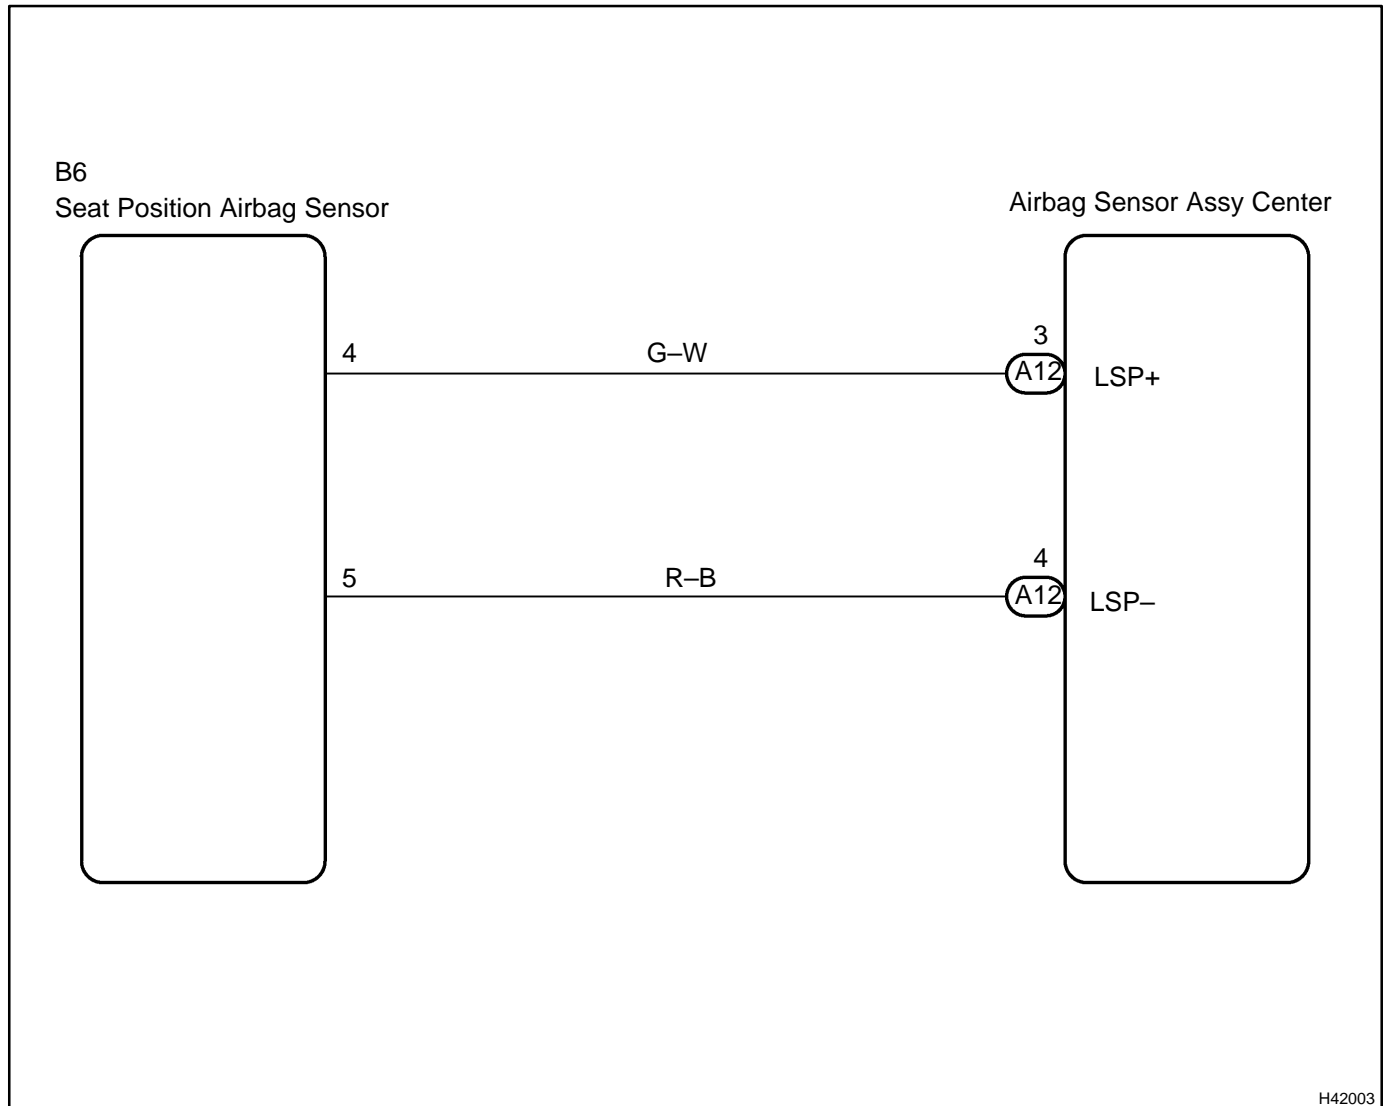 B6
Seat Position Airbag Sensor
Airbag Sensor Assy Center
4
G–W
3
A12
LSP+
5
R–B
4
A12
LSP–
H42003